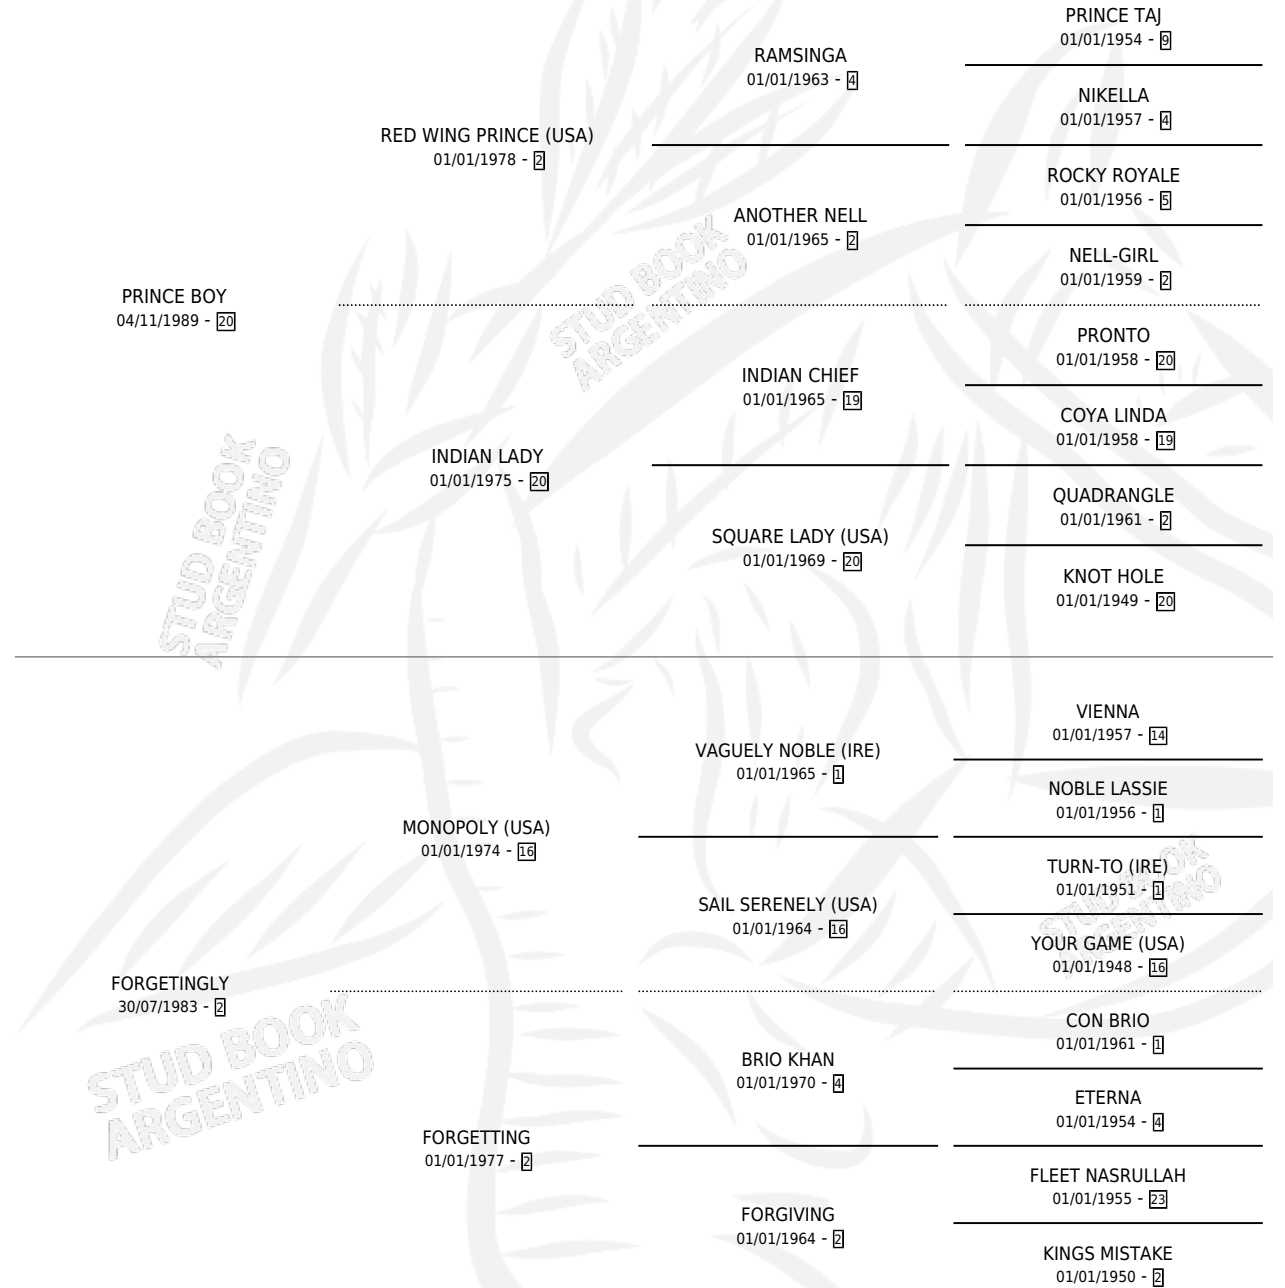 PRINCE TAJ
01/01/1954 - 9
RAMSINGA
01/01/1963 - 4
NIKELLA
01/01/1957 - 4
RED WING PRINCE (USA)
01/01/1978 - 2
ROCKY ROYALE
01/01/1956 - 5
ANOTHER NELL
01/01/1965 - 2
NELL-GIRL
01/01/1959 - 2
PRINCE BOY
04/11/1989 - 20
PRONTO
01/01/1958 - 20
INDIAN CHIEF
01/01/1965 - 19
COYA LINDA
01/01/1958 - 19
INDIAN LADY
01/01/1975 - 20
QUADRANGLE
01/01/1961 - 2
SQUARE LADY (USA)
01/01/1969 - 20
KNOT HOLE
01/01/1949 - 20
STUD BOOK
ARGENTINO
STUD BOOK
ARGENTINO
VIENNA
01/01/1957 - 14
VAGUELY NOBLE (IRE)
01/01/1965 - 1
NOBLE LASSIE
01/01/1956 - 1
MONOPOLY (USA)
01/01/1974 - 16
TURN-TO (IRE)
01/01/1951 - 1
SAIL SERENELY (USA)
01/01/1964 - 16
YOUR GAME (USA)
01/01/1948 - 16
STUD BOOK
ARGENTINO
FORGETINGLY
30/07/1983 - 2
CON BRIO
01/01/1961 - 1
BRIO KHAN
01/01/1970 - 4
ETERNA
01/01/1954 - 4
FORGETTING
01/01/1977 - 2
FLEET NASRULLAH
01/01/1955 - 23
FORGIVING
01/01/1964 - 2
KINGS MISTAKE
01/01/1950 - 2
STUD BOOK
ARGENTINO